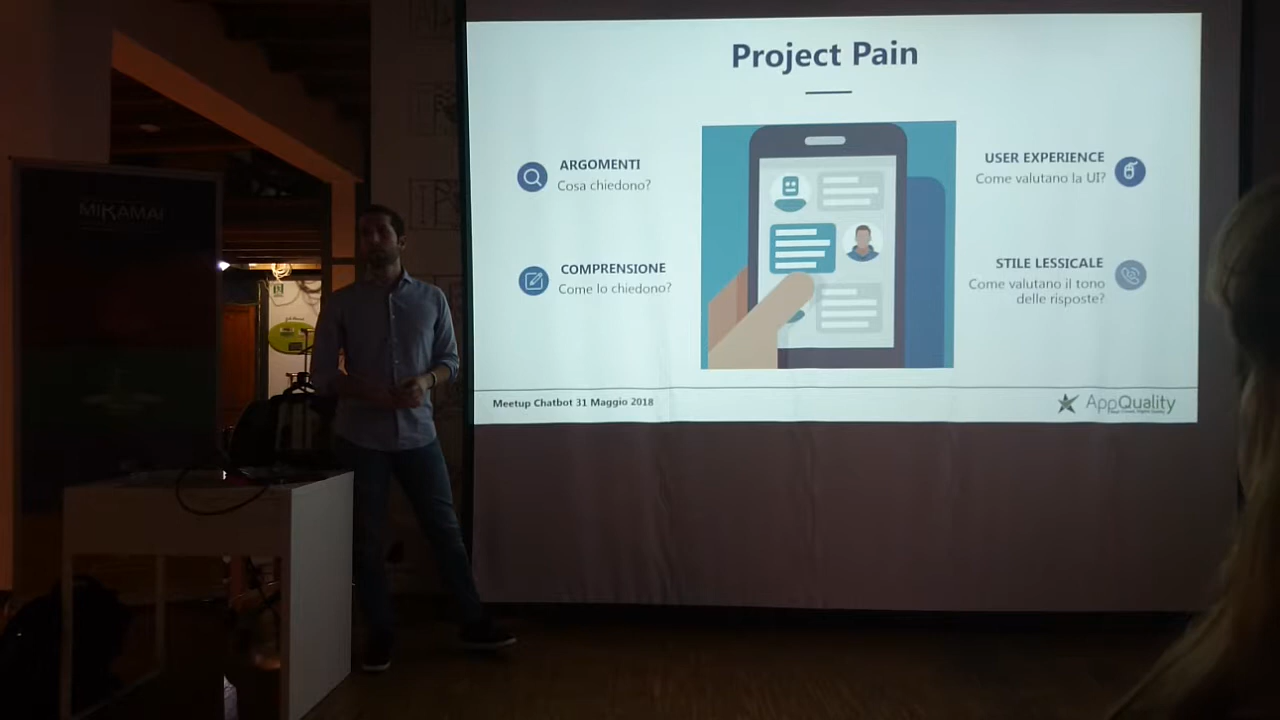 Project Pain
ARGOMENTI
Cosa chiedono?
COMPRENSIONE
Come lo chiedono?
USER EXPERIENCE
Come valutano la UI?
STILE LESSICALE
Come valutano il tono
delle risposte?
Meetup Chatbot 31 Maggio 2018
AppQuality
MIKAMAI